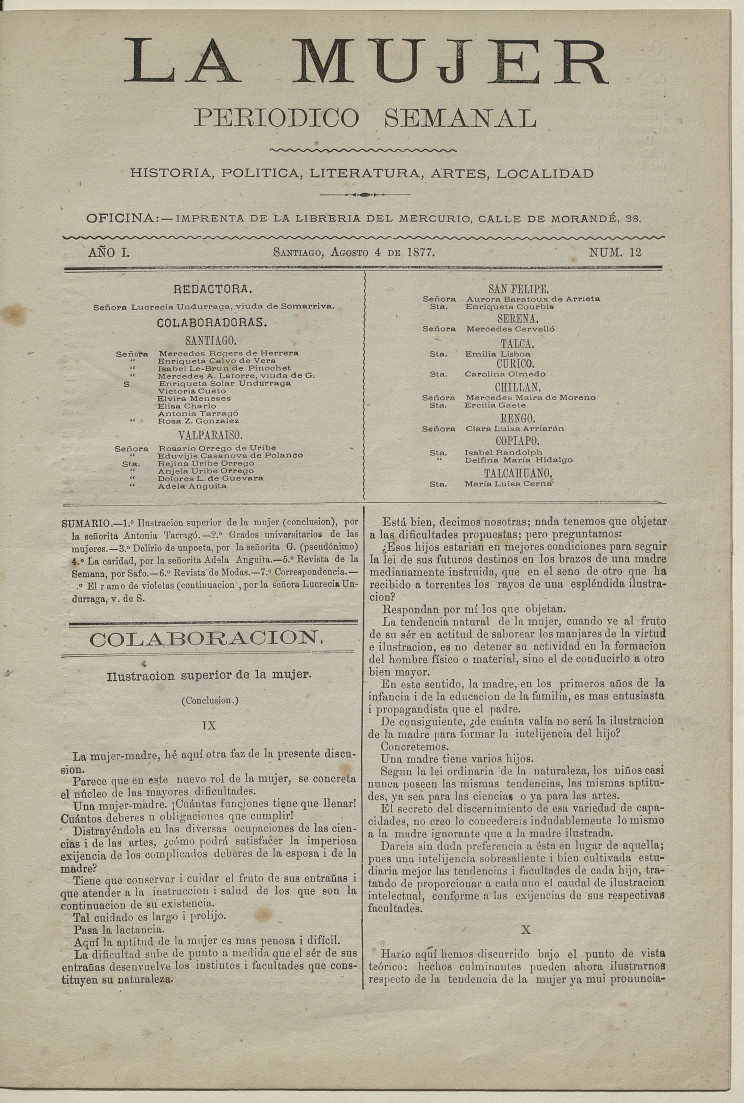 LA MUJER
PERIODICO SEMANAL
HISTORIA, POLITICA, LITERATURA, ARTES, LOCALIDAD
OFICINA:—IMPRENTA DE LA LIBRERIA DEL MERCURIO, CALLE DE MORANDÉ, 38.
AÑO I. SANTIAGO, AGOSTO 4 DE 1877. NUM. 12
REDACTORA.
Señora Lucrecia Undurraga, viuda de Somarriva.
COLABORADORAS.
SANTIAGO.
Señora Mercedes Rogers de Herrera
“ Enriqueta Calvo de Vera
“ Isabel Le-Brun de Pinochet
“ Mercedes A. Latorre, viuda de G.
S Enriqueta Solar Undurraga
Victoria Cueto
Elvira Meneses
Elisa Charlo
Antonia Tarragó
“ Rosa Z. Gonzalez
VALPARAISO.
Señora Rosario Orrego de Uribe
“ Eduvijis Casanova de Polanco
Sta. Rejina Uribe Orrego
“ Anjela Uribe Orrego
“ Dolores L. de Guevara
“ Adela Anguita
SAN FELIPE.
Señora Aurora Baratoux de Arrieta
Sta. Enriqueta Courbis
SERENA.
Señora Mercedes Cervelló
TALCA.
Sta. Emilia Lisboa
CURICO.
Sta. Carolina Olmedo
CHILLAN.
Señora Mercedes Maira de Moreno
Sta. Ercilia Gaete
RENGO.
Señora Clara Luisa Arriarán
COPIAPO.
Sta. Isabel Randolph
“ Delfina María Hidalgo
TALCAHUANO,
Sta. María Luisa Cerna
SUMARIO.—1.º Ilustracion superior de la mujer (conclusion), por
la señorita Antonia Tarragó.—2.º Grados universitarios de las
mujeres.—3.º Delirio de unpoeta, por la señorita G. (pseudónimo)
4.º La caridad, por la señorita Adela Anguita.—5.º Revista de la
Semana, por Safo.—6.º Revista de Modas.—7.º Correspondencia.—
.º El ramo de violetas (continuacion, por la señora Lucrecia Un-
durraga, v. de S.
COLABORACION.
Ilustracion superior de la mujer.
(Conclusion.)
IX
La mujer-madre, hé aquí otra faz de la presente discu-
sion.
Parece que en este nuevo rol de la mujer, se concreta
el núcleo de las mayores dificultades.
Una mujer-madre. ¡Cuántas funciones tiene que llenar!
Cuántos deberes u obligaciones que cumplir!
Distrayéndola en las diversas ocupaciones de las cien-
cias i de las artes, ¿cómo podrá satisfacer la imperiosa
exijencia de los complicados deberes de la esposa i de la
madre?
Tiene que conservar i cuidar el fruto de sus entrañas i
que atender a la instruccion i salud de los que son la
continuacion de su existencia.
Tal cuidado es largo i prolijo.
Pasa la lactancia.
Aquí la aptitud de la mujer es mas penosa i difícil.
La dificultad sube de punto a medida que el sér de sus
entrañas desenvuelve los instintos i facultades que cons-
tituyen su naturaleza.
Está bien, decimos nosotras; nada tenemos que objetar
a las dificultades propuestas; pero preguntamos:
¿Esos hijos estarian en mejores condiciones para seguir
la lei de sus futuros destinos en los brazos de una madre
medianamente instruida, que en el seno de otro que ha
recibido a torrentes los rayos de una espléndida ilustra-
cion?
Respondan por mí los que objetan.
La tendencia natural de la mujer, cuando ve al fruto
de su sér en actitud de saborear los manjares de la virtud
e ilustracion, es no detener su actividad en la formacion
del hombre físico o material, sino el de conducirlo a otro
bien mayor.
En este sentido, la madre, en los primeros años de la
infancia i de la educacion de la familia, es mas entusiasta
i propagandista que el padre.
De consiguiente, ¿de cuánta valía no será la ilustracion
de la madre para formar la intelijencia del hijo?
Concretemos.
Una madre tiene varios hijos.
Segun la lei ordinaria de la naturaleza, los niños casi
nunca poseen las mismas tendencias, las mismas aptitu-
des, ya sea para las ciencias o ya para las artes.
El secreto del discernimiento de esa variedad de capa-
cidades, no creo lo concedereis indudablemente lo mismo
a la madre ignorante que a la madre ilustrada.
Dareis sin duda preferencia a ésta en lugar de aquella;
pues una intelijencia sobresaliente i bien cultivada estu-
diaria mejor las tendencias i facultades de cada hijo, tra-
tando de proporcionar a cada uno el caudal de ilustracion
intelectual, conforme a las exijencias de sus respectivas
facultades.
X
Harto aquí hemos discurrido bajo el punto de vista
teórico: hechos culminantes pueden ahora ilustrarnos
respecto de la tendencia de la mujer ya mui pronuncia-